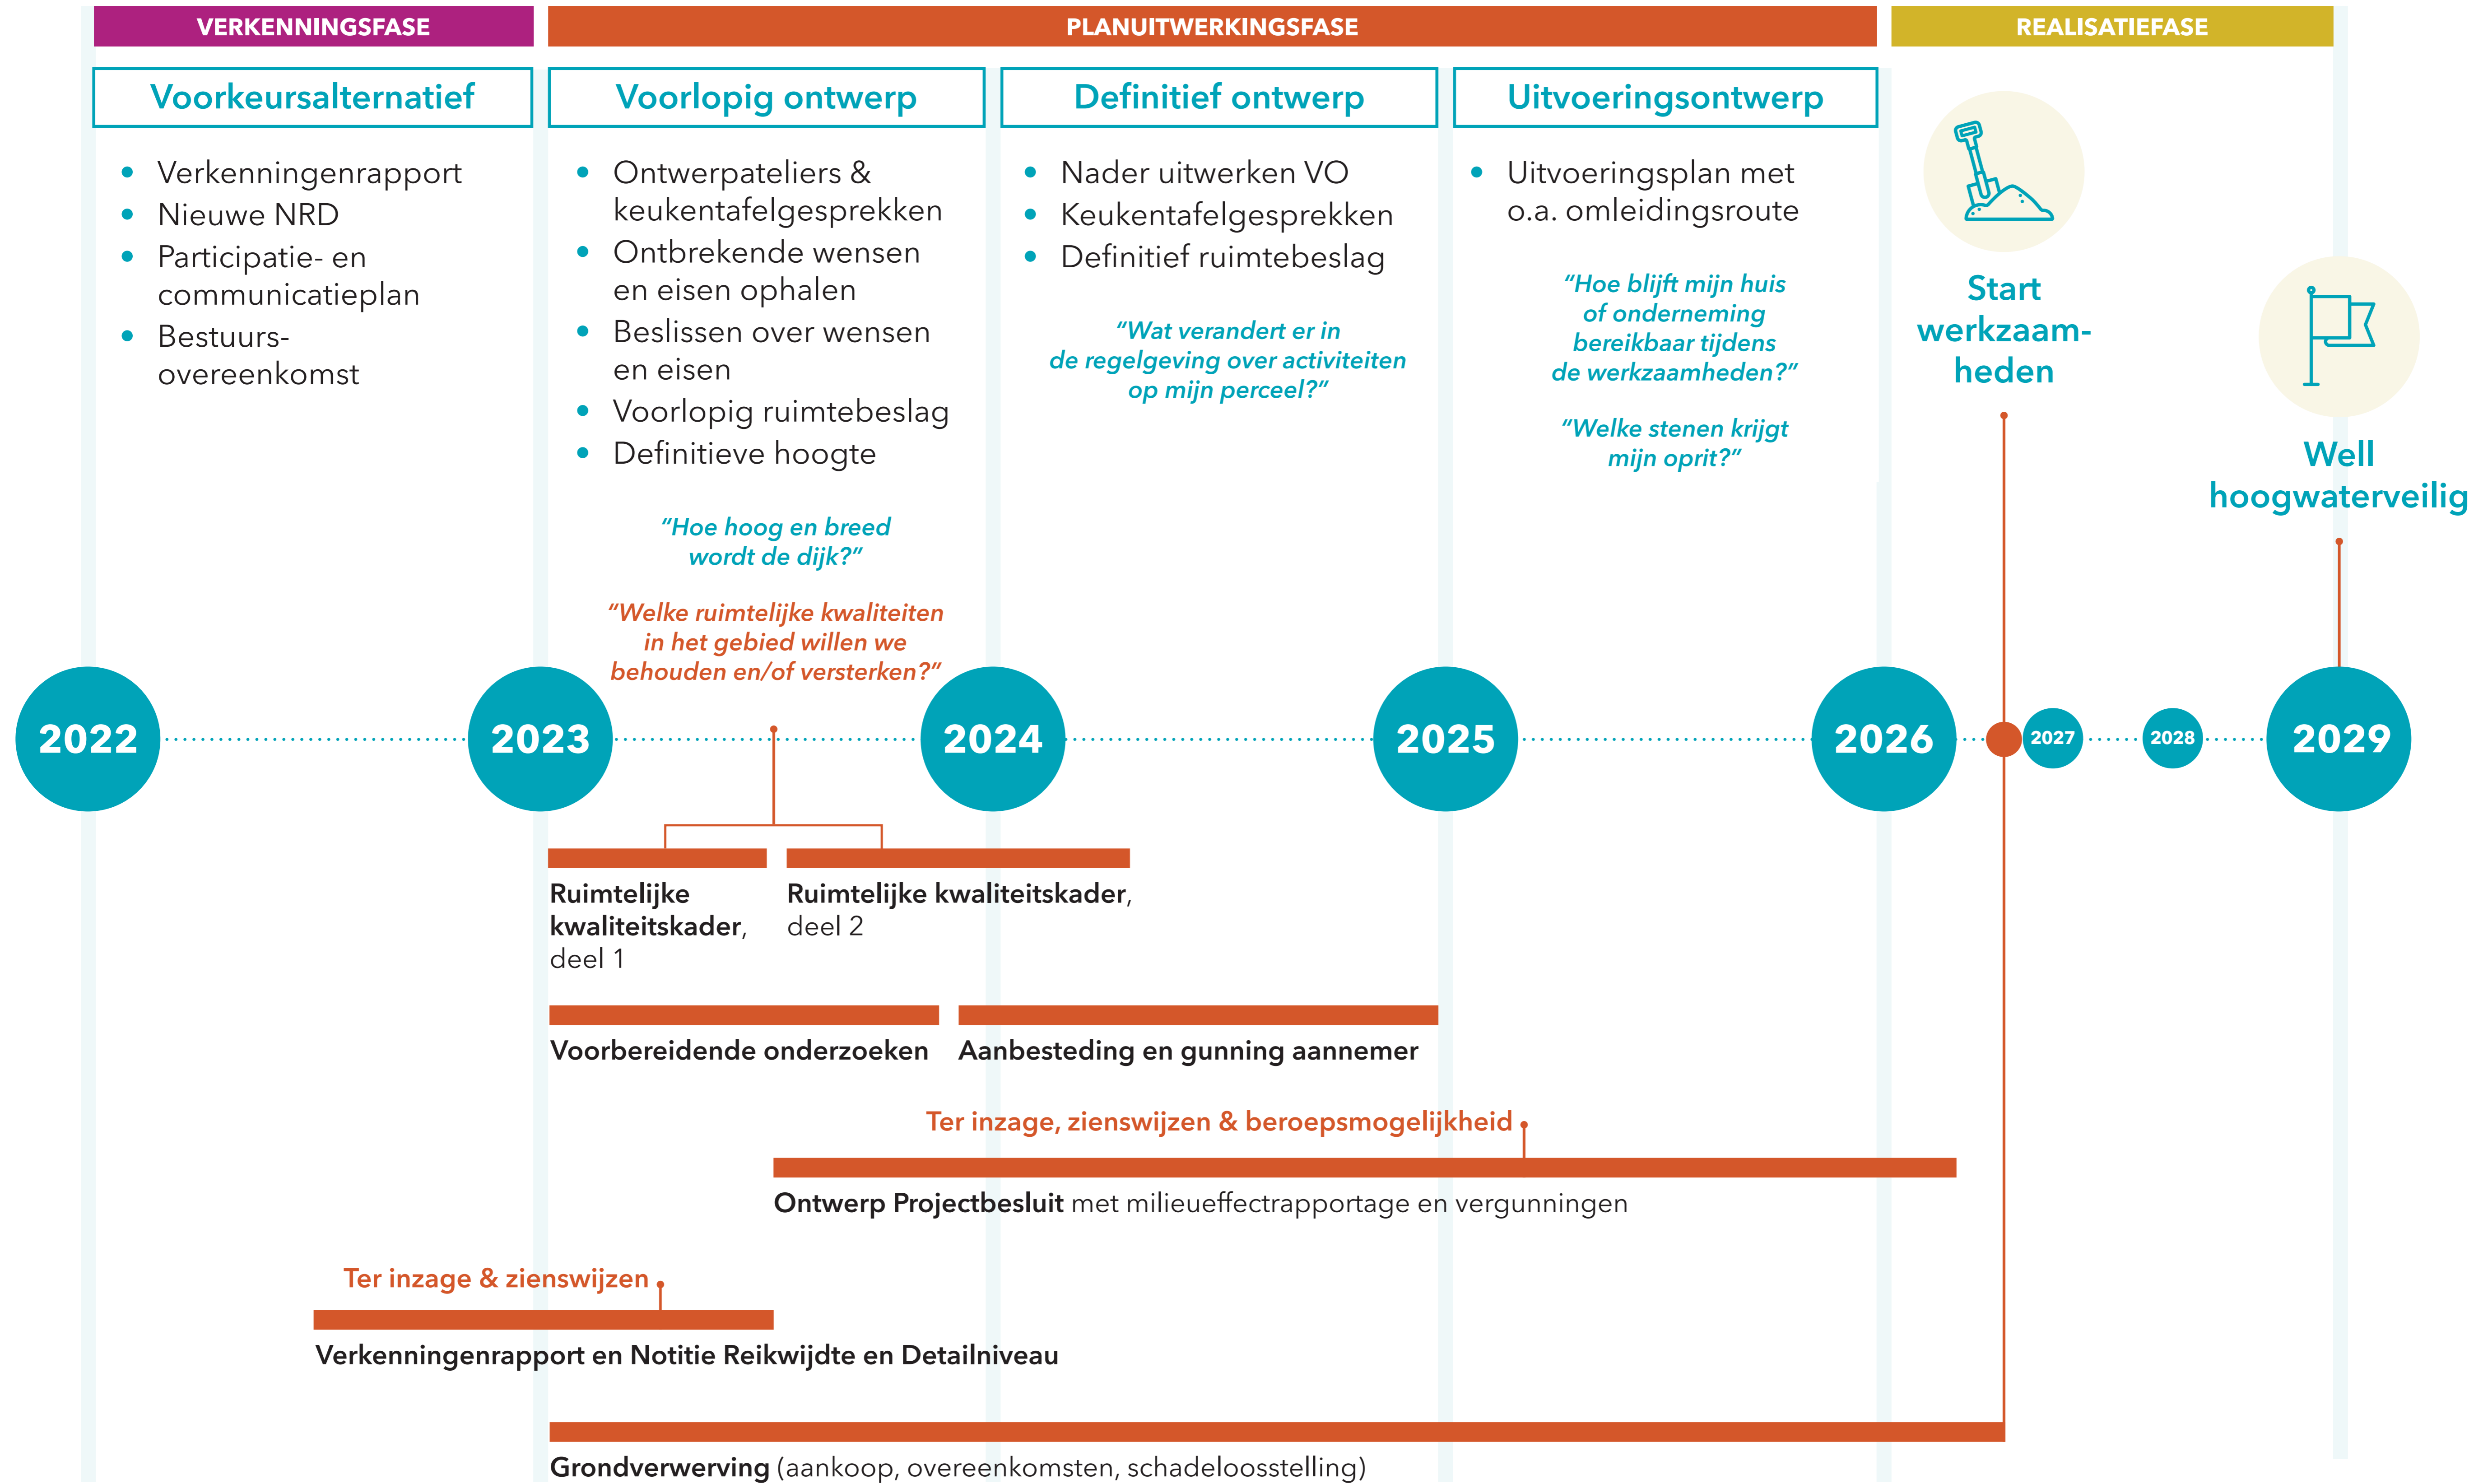 VERKENNINGSFASE
PLANUITWERKINGSFASE
REALISATIEFASE
Voorkeursalternatief
• Verkenningenrapport
• Nieuwe NRD
• Participatie- en
communicatieplan
• Bestuurs-
overeenkomst
Voorlopig ontwerp
• Ontwerpateliers &
keukentafelgesprekken
• Ontbrekende wensen
en eisen ophalen
• Beslissen over wensen
en eisen
• Voorlopig ruimtebeslag
• Definitieve hoogte
“Hoe hoog en breed
wordt de dijk?”
“Welke ruimtelijke kwaliteiten
in het gebied willen we
behouden en/of versterken?”
Definitief ontwerp
• Nader uitwerken VO
• Keukentafelgesprekken
• Definitief ruimtebeslag
“Wat verandert er in
de regelgeving over activiteiten
op mijn perceel?”
Uitvoeringsontwerp
• Uitvoeringsplan met
o.a. omleidingsroute
“Hoe blijft mijn huis
of onderneming
bereikbaar tijdens
de werkzaamheden?”
“Welke stenen krijgt
mijn oprit?”
Start
werkzaam-
heden
Well
hoogwaterveilig
2022
2023
2024
2025
2026
2027
2028
2029
Ruimtelijke
kwaliteitskader,
deel 1
Ruimtelijke kwaliteitskader,
deel 2
Voorbereidende onderzoeken
Aanbesteding en gunning aannemer
Ter inzage, zienswijzen & beroepsmogelijkheid
Ontwerp Projectbesluit met milieueffectrapportage en vergunningen
Ter inzage & zienswijzen
Verkenningenrapport en Notitie Reikwijdte en Detailniveau
Grondverwerving (aankoop, overeenkomsten, schadeloosstelling)